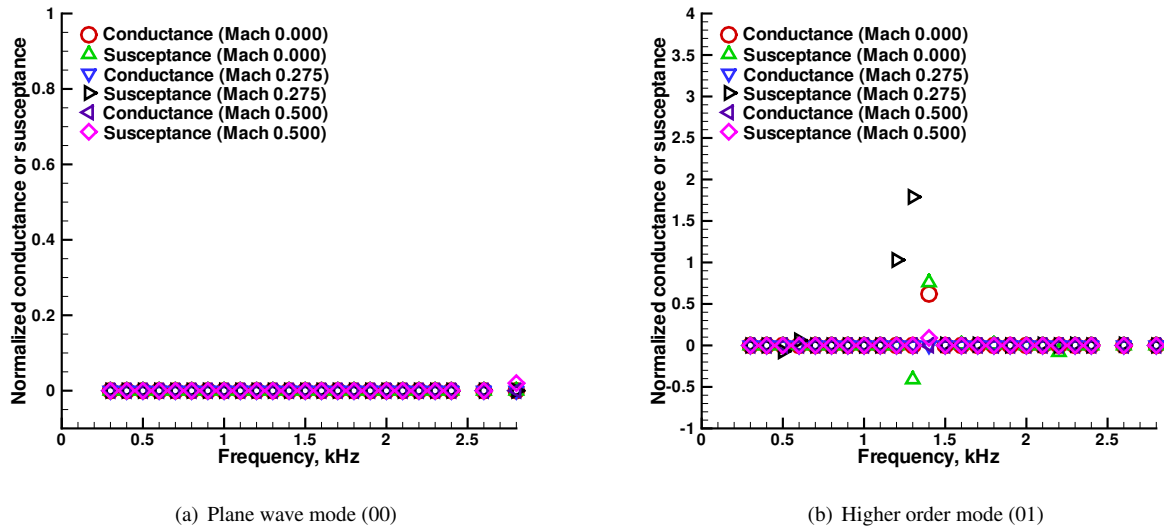 Normalized conductance or susceptance
1
0.8
0.6
0.4
0.2
0
Conductance (Mach 0.000)
Susceptance (Mach 0.000)
Conductance (Mach 0.275)
Susceptance (Mach 0.275)
Conductance (Mach 0.500)
Susceptance (Mach 0.500)
0 0.5 1 1.5 2 2.5
Frequency, kHz
(a) Plane wave mode (00)
Normalized conductance or susceptance
4
3.5
3
2.5
2
1.5
1
0.5
0
-0.5
-1
Conductance (Mach 0.000)
Susceptance (Mach 0.000)
Conductance (Mach 0.275)
Susceptance (Mach 0.275)
Conductance (Mach 0.500)
Susceptance (Mach 0.500)
0 0.5 1 1.5 2 2.5
Frequency, kHz
(b) Higher order mode (01)